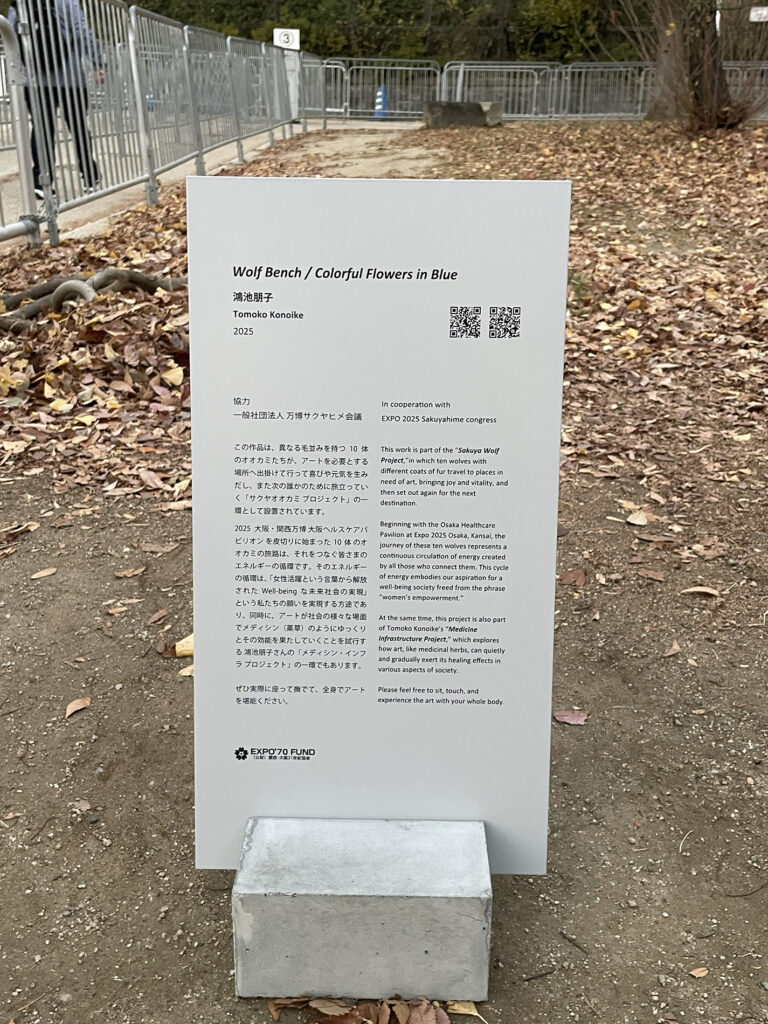 3
Wolf Bench / Colorful Flowers in Blue
鴻池朋子
Tomoko Konoike
2025
協力
一般社団法人 万博サクヤヒメ会議
In cooperation with
EXPO 2025 Sakuyahime congress
この作品は、異なる毛並みを持つ 10 体
のオオカミたちが、アートを必要とする
場所へ出掛けて行って喜びや元気を生み
だし、また次の誰かのために旅立ってい
く「サクヤオオカミ プロジェクト」の一
環として設置されています。
2025 大阪・関西万博 大阪ヘルスケアパ
ビリオン を皮切りに始まった 10 体 のオ
オカミの旅路は、それをつなぐ皆さまの
エネルギーの循環です。そのエネルギー
の循環は、「女性活躍という言葉から解放
された Well-being な未来社会の実現」
という私たちの願いを実現する方途であ
り、同時に、アートが社会の様々な場面
でメディシン（薬草）のようにゆっくり
とその効能を果たしていくことを試行す
る 鴻池朋子さんの「メディシン・インフ
ラ プロジェクト」の一環でもあります。
ぜひ実際に座って撫でて、全身でアート
を堪能ください。
This work is part of the "Sakuya Wolf
Project,"in which ten wolves with
different coats of fur travel to places in
need of art, bringing joy and vitality, and
then set out again for the next
destination.
Beginning with the Osaka Healthcare
Pavilion at Expo 2025 Osaka, Kansai, the
journey of these ten wolves represents a
continuous circulation of energy created
by all those who connect them. This cycle
of energy embodies our aspiration for a
well-being society freed from the phrase
"women's empowerment."
At the same time, this project is also part
of Tomoko Konoike's "Medicine
Infrastructure Project," which explores
how art, like medicinal herbs, can quietly
and gradually exert its healing effects in
various aspects of society.
Please feel free to sit, touch, and
experience the art with your whole body.
EXPO'70 FUND
（公財）関西・大阪21世紀協会